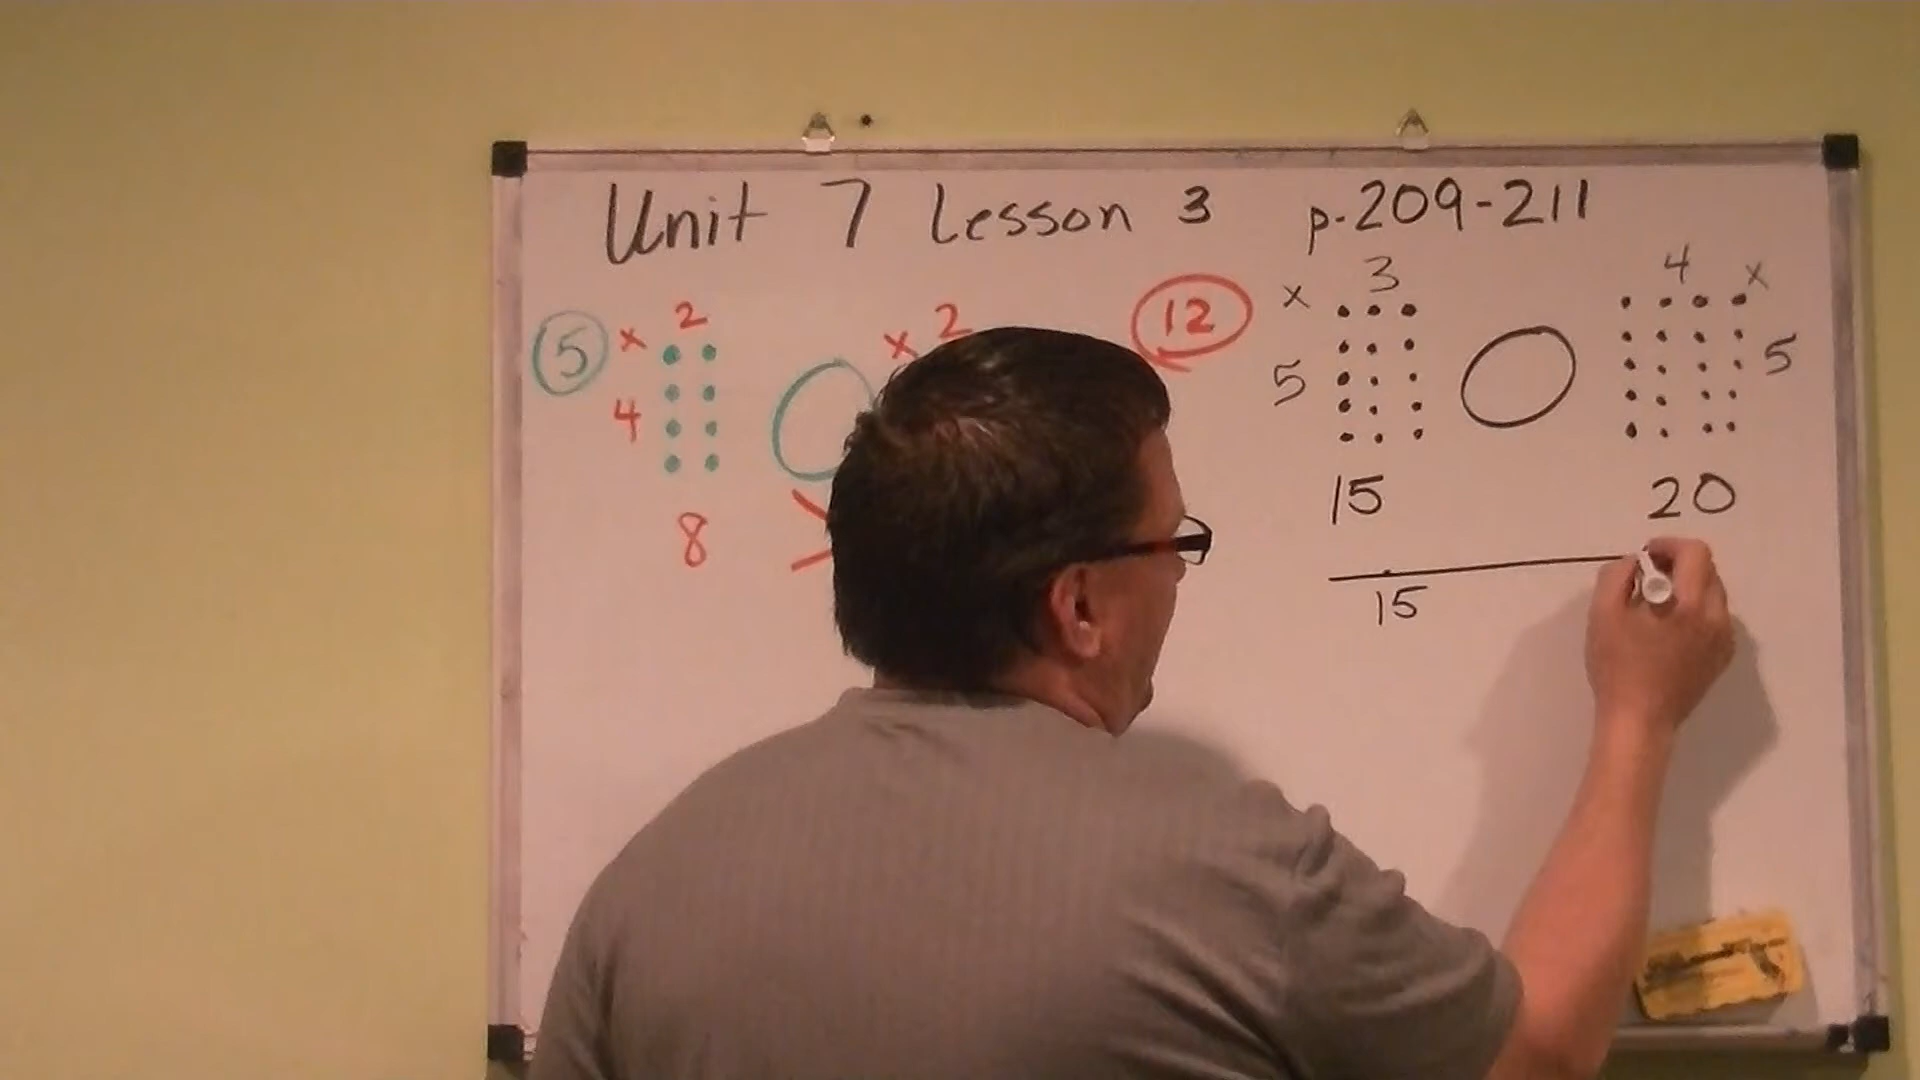 Unit 7 Lesson 3 p. 209-211
5 x 2
4
8
x 2
>
12
x 3
5
15
4 x
5
20
15